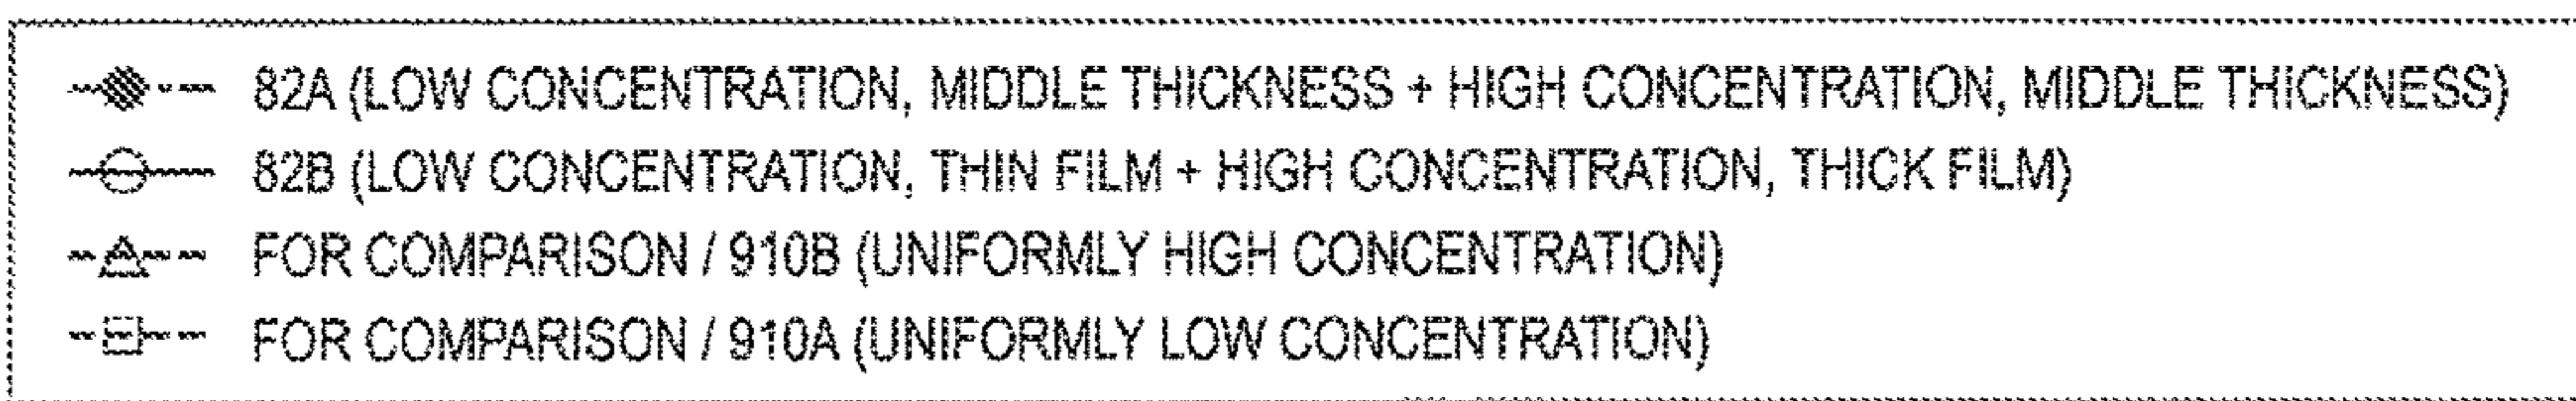 82A (LOW CONCENTRATION, MIDDLE THICKNESS + HIGH CONCENTRATION, MIDDLE THICKNESS)
82B (LOW CONCENTRATION, THIN FILM + HIGH CONCENTRATION, THICK FILM)
FOR COMPARISON / 910B (UNIFORMLY HIGH CONCENTRATION)
FOR COMPARISON / 910A (UNIFORMLY LOW CONCENTRATION)